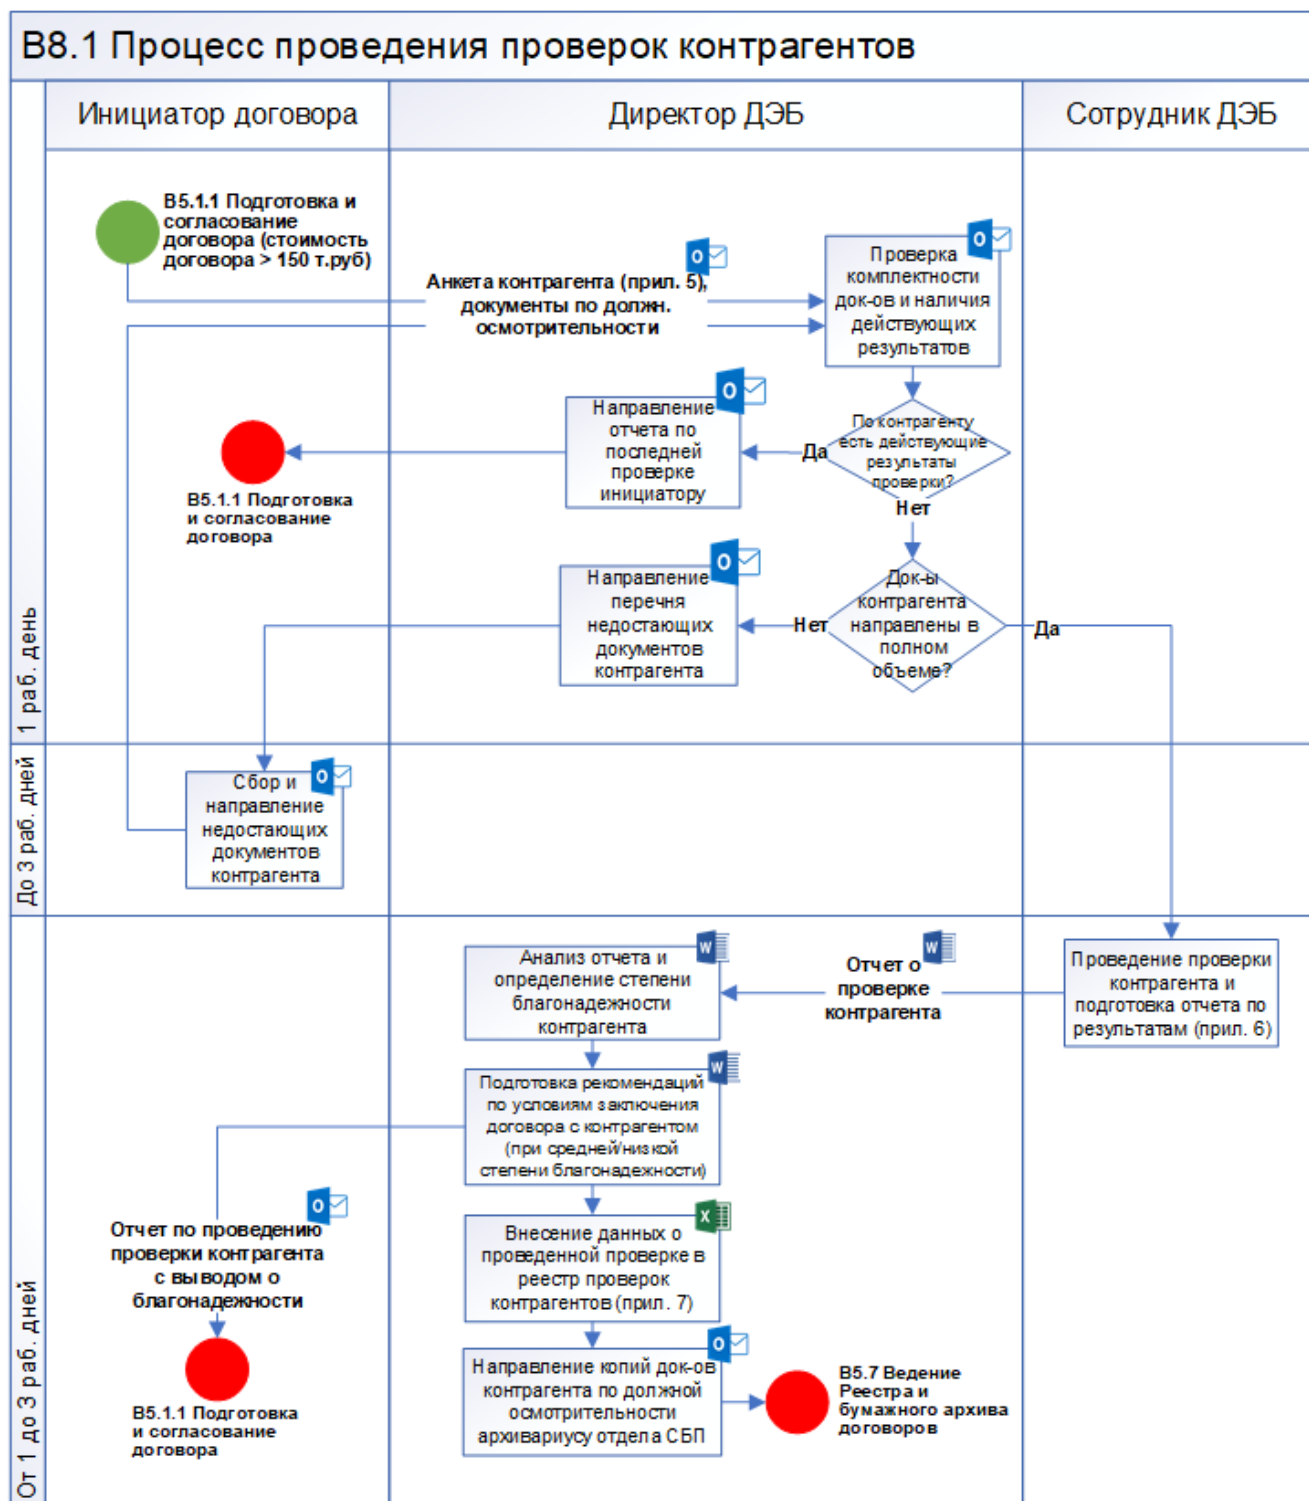 В8.1 Процесс проведения проверок контрагентов
Инициатор договора
Директор ДЭБ
Сотрудник ДЭБ
1 раб. день
В5.1.1 Подготовка и
согласование
договора (стоимость
договора > 150 т.руб)
Анкета контрагента (прил. 5),
документы по должн.
осмотрительности
Проверка
комплектности
док-ов и наличия
действующих
результатов
По контрагенту
есть действующие
результаты
проверки?
Да
Нет
Направление
отчета по
последней
проверке
инициатору
В5.1.1 Подготовка
и согласование
договора
Док-ы
контрагента
направлены в
полном
объеме?
Нет
Да
Направление
перечня
недостающих
документов
контрагента
До 3 раб. дней
Сбор и
направление
недостающих
документов
контрагента
От 1 до 3 раб. дней
Проведение проверки
контрагента и
подготовка отчета по
результатам (прил. 6)
Отчет о
проверке
контрагента
Анализ отчета и
определение степени
благонадежности
контрагента
Подготовка рекомендаций
по условиям заключения
договора с контрагентом
(при средней/низкой
степени благонадежности)
Отчет по проведению
проверки контрагента
с выводом о
благонадежности
В5.1.1 Подготовка
и согласование
договора
Внесение данных о
проведенной проверке в
реестр проверок
контрагентов (прил. 7)
Направление копий док-ов
контрагента по должной
осмотрительности
архивариусу отдела СБП
В5.7 Ведение
Реестра и
бумажного архива
договоров